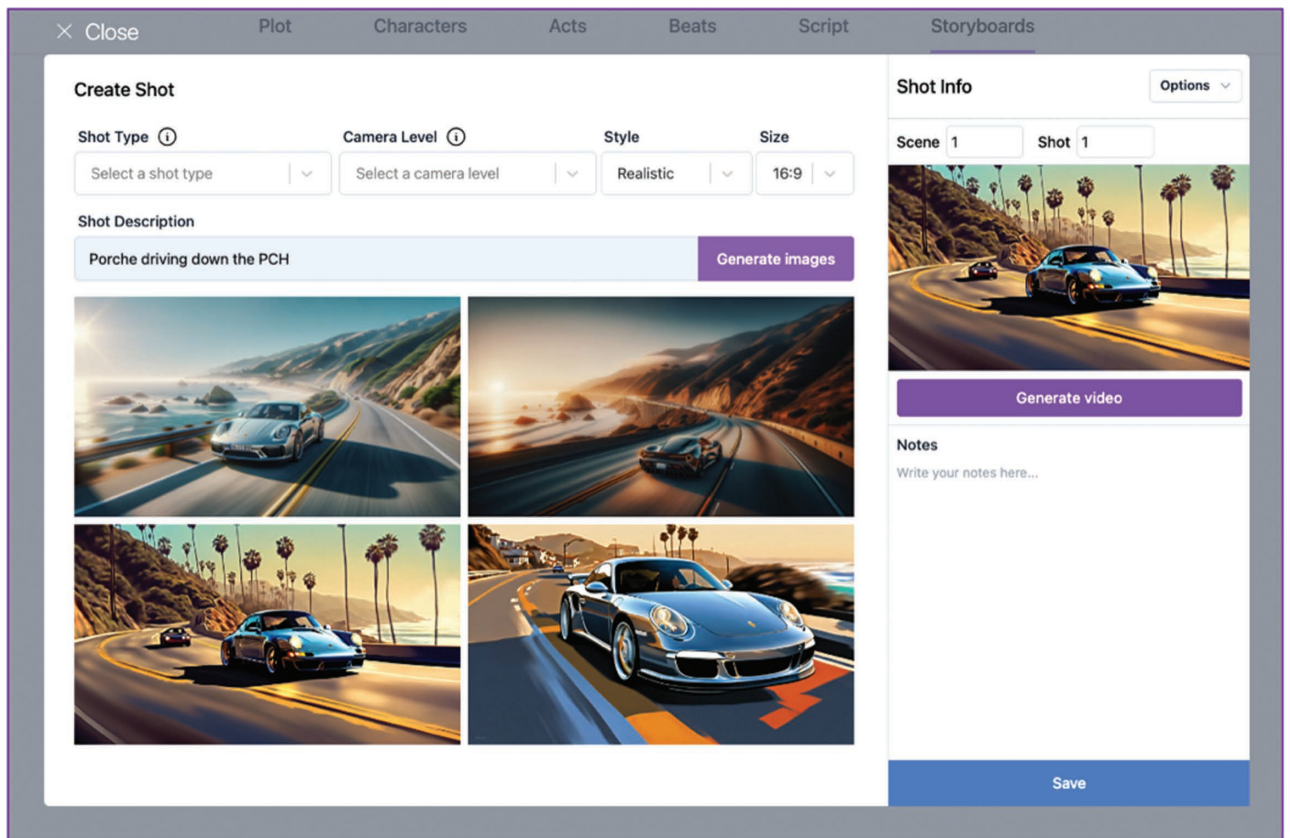 Close
Plot
Characters
Acts
Beats
Script
Storyboards
Create Shot
Shot Type
Camera Level
Style
Size
Select a shot type
Select a camera level
Realistic
16:9
Shot Description
Porche driving down the PCH
Generate images
Shot Info
Options
Scene 1
Shot 1
Generate video
Notes
Write your notes here...
Save